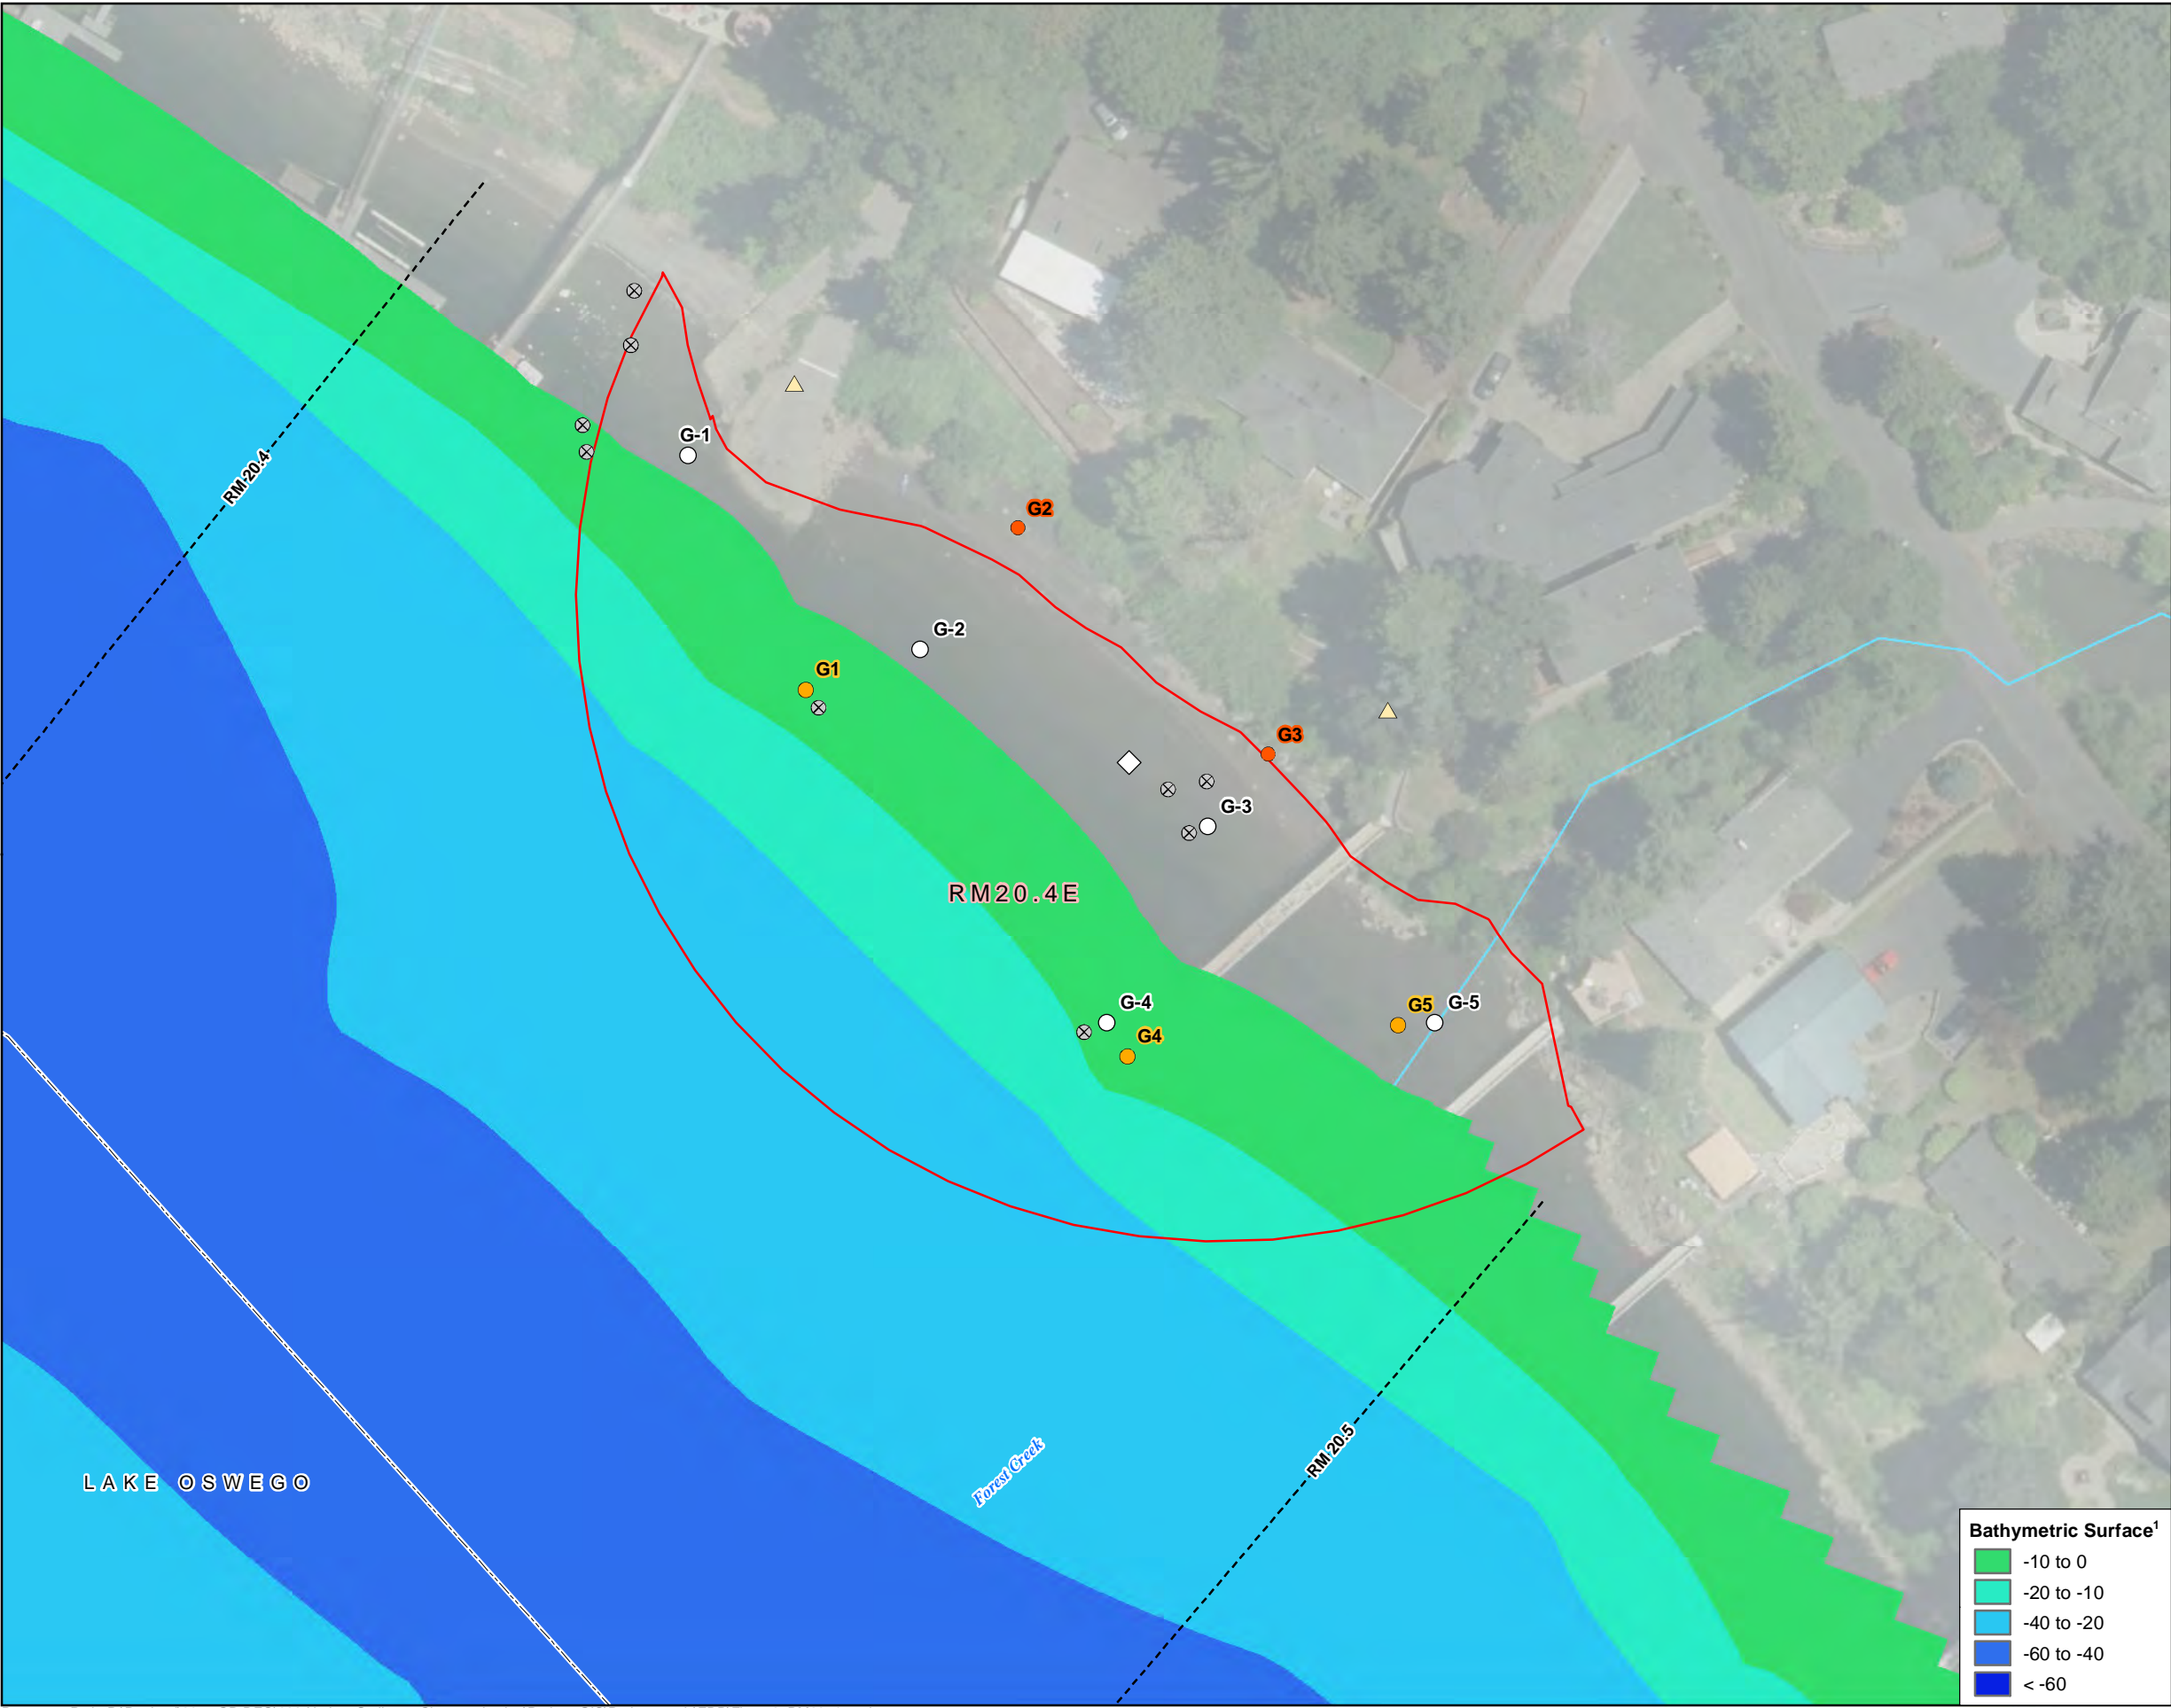 RM 20.4
G-1
G2
G-2
G1
G3
G-3
RM20.4E
G-4
G5
G-5
G4
RM 20.5
Forest Creek
LAKE OSWEGO
Bathymetric Surface1
-10 to 0
-20 to -10
-40 to -20
-60 to -40
< -60